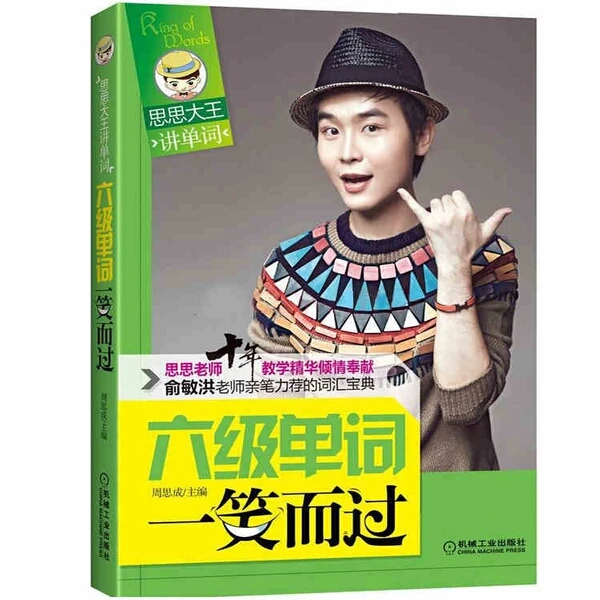 思思大王讲单词
六级单词
一笑而过
周思成/主编
机械工业出版社
CHINA MACHINE PRESS
King of
Words
思思大王
讲单词
思思老师十年教学精华倾情奉献
俞敏洪老师亲笔力荐的词汇宝典
六级单词
周思成/主编
一笑而过
机械工业出版社
CHINA MACHINE PRESS